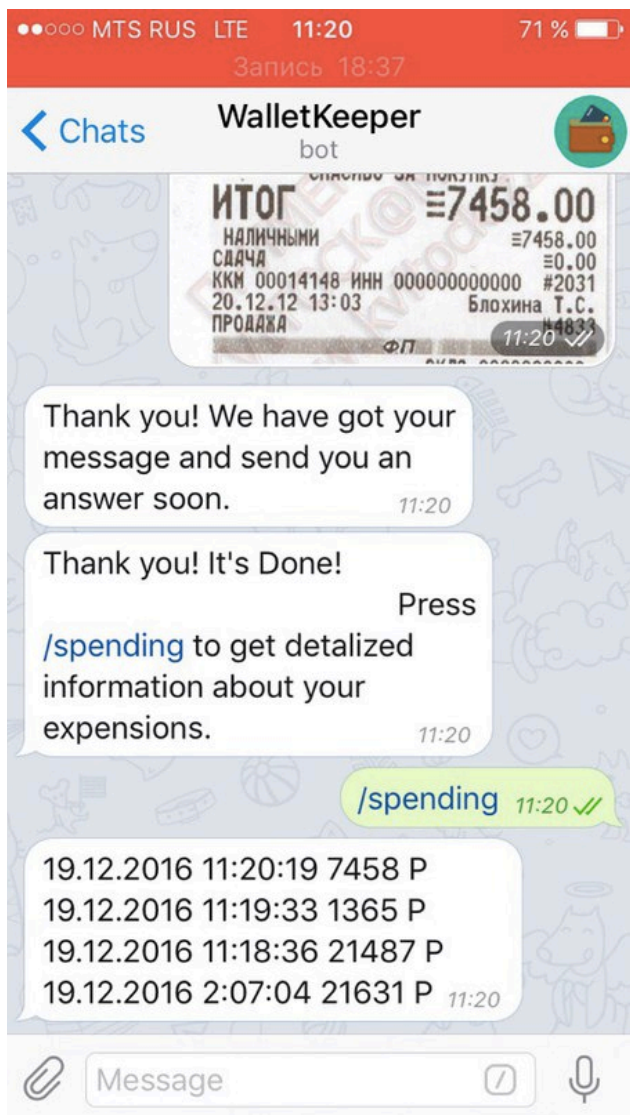 MTS RUS LTE 11:20 71 %
Запись 18:37
Chats
WalletKeeper
bot
СПАСИБО ЗА ПОКУПКУ
ИТОГ ≡7458.00
НАЛИЧНЫМИ ≡7458.00
СДАЧА ≡0.00
ККМ 00014148 ИНН 000000000000 #2031
20.12.12 13:03 Блохина Т.С.
ПРОДАЖА №4833
ФП
11:20
Thank you! We have got your
message and send you an
answer soon. 11:20
Thank you! It's Done!
Press
/spending to get detalized
information about your
expensions. 11:20
/spending 11:20
19.12.2016 11:20:19 7458 P
19.12.2016 11:19:33 1365 P
19.12.2016 11:18:36 21487 P
19.12.2016 2:07:04 21631 P 11:20
Message